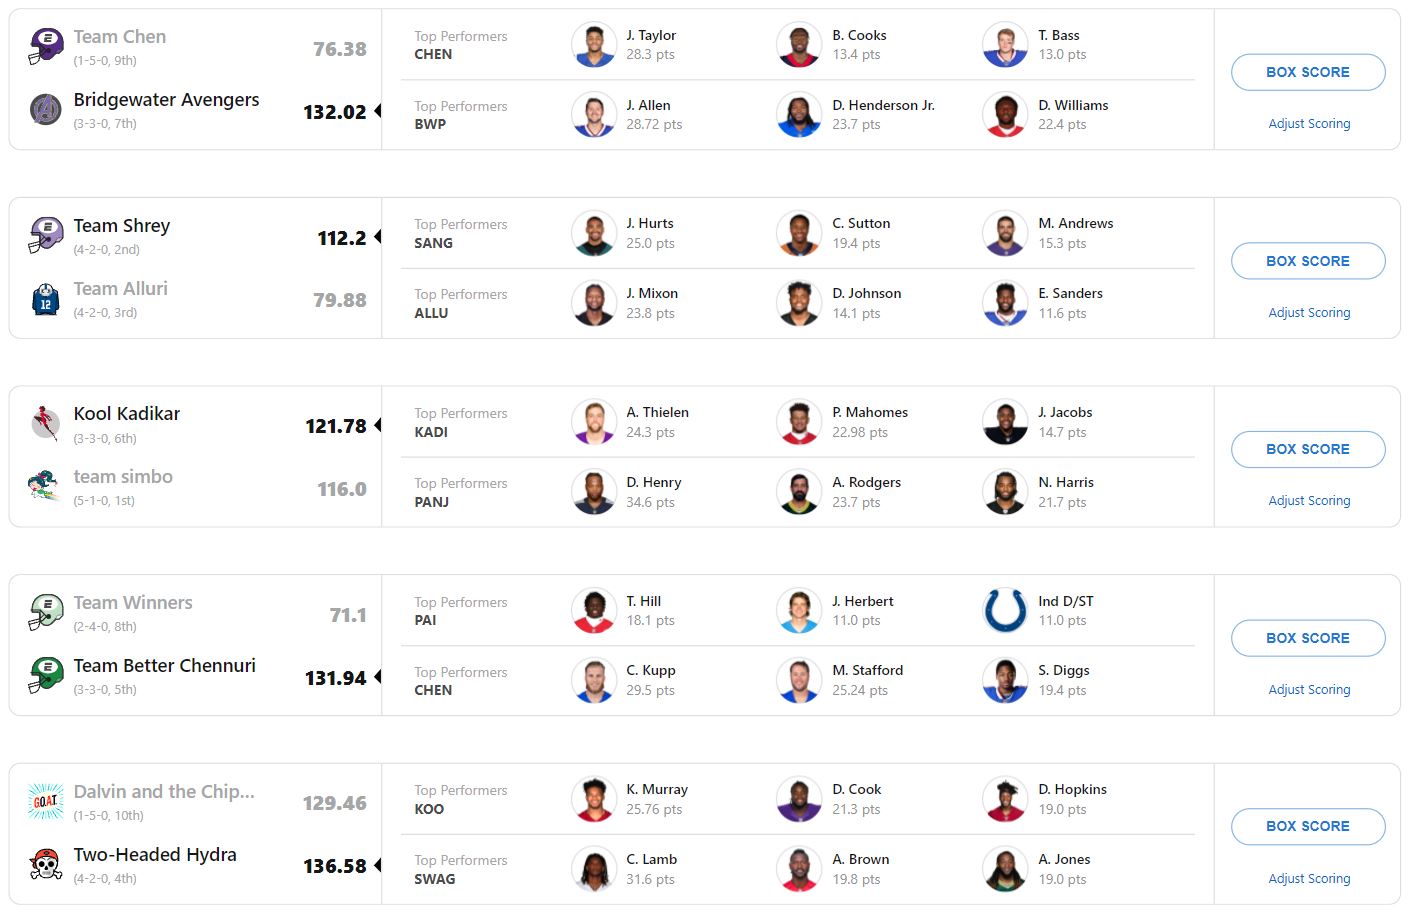 Team Chen
(1-5-0, 9th)
76.38
Bridgewater Avengers
(3-3-0, 7th)
132.02
Top Performers
CHEN
J. Taylor
28.3 pts
B. Cooks
13.4 pts
T. Bass
13.0 pts
Top Performers
BWP
J. Allen
28.72 pts
D. Henderson Jr.
23.7 pts
D. Williams
22.4 pts
BOX SCORE
Adjust Scoring
Team Shrey
(4-2-0, 2nd)
112.2
Team Alluri
(4-2-0, 3rd)
79.88
12
Top Performers
SANG
J. Hurts
25.0 pts
C. Sutton
19.4 pts
M. Andrews
15.3 pts
Top Performers
ALLU
J. Mixon
23.8 pts
D. Johnson
14.1 pts
E. Sanders
11.6 pts
BOX SCORE
Adjust Scoring
Kool Kadikar
(3-3-0, 6th)
121.78
team simbo
(5-1-0, 1st)
116.0
Top Performers
KADI
A. Thielen
24.3 pts
P. Mahomes
22.98 pts
J. Jacobs
14.7 pts
Top Performers
PANJ
D. Henry
34.6 pts
A. Rodgers
23.7 pts
N. Harris
21.7 pts
BOX SCORE
Adjust Scoring
Team Winners
(2-4-0, 8th)
71.1
Team Better Chennuri
(3-3-0, 5th)
131.94
Top Performers
PAI
T. Hill
18.1 pts
J. Herbert
11.0 pts
Ind D/ST
11.0 pts
Top Performers
CHEN
C. Kupp
29.5 pts
M. Stafford
25.24 pts
S. Diggs
19.4 pts
BOX SCORE
Adjust Scoring
G.O.A.T.
Dalvin and the Chip...
(1-5-0, 10th)
129.46
Two-Headed Hydra
(4-2-0, 4th)
136.58
Top Performers
KOO
K. Murray
25.76 pts
D. Cook
21.3 pts
D. Hopkins
19.0 pts
Top Performers
SWAG
C. Lamb
31.6 pts
A. Brown
19.8 pts
A. Jones
19.0 pts
BOX SCORE
Adjust Scoring